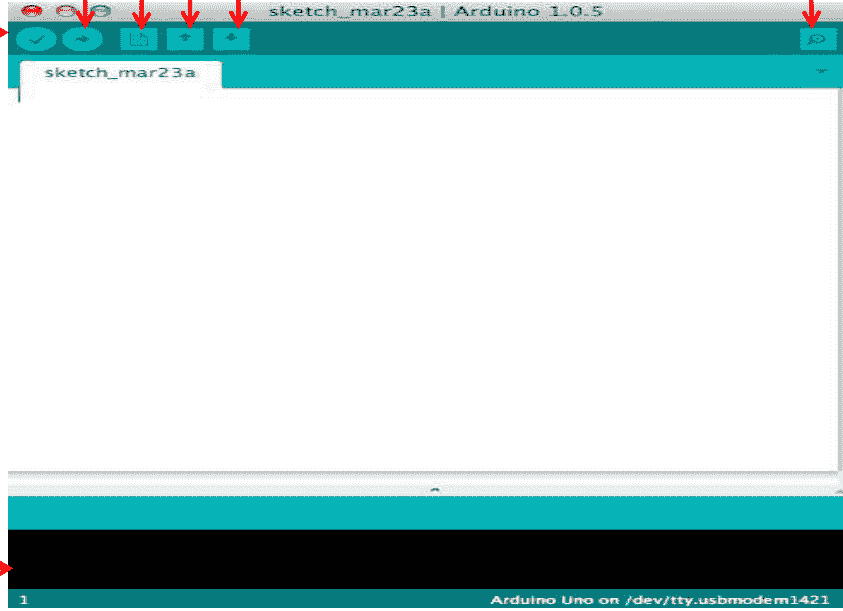 sketch_mar23a | Arduino 1.0.5
sketch_mar23a
1
Arduino Uno on /dev/tty.usbmodem1421